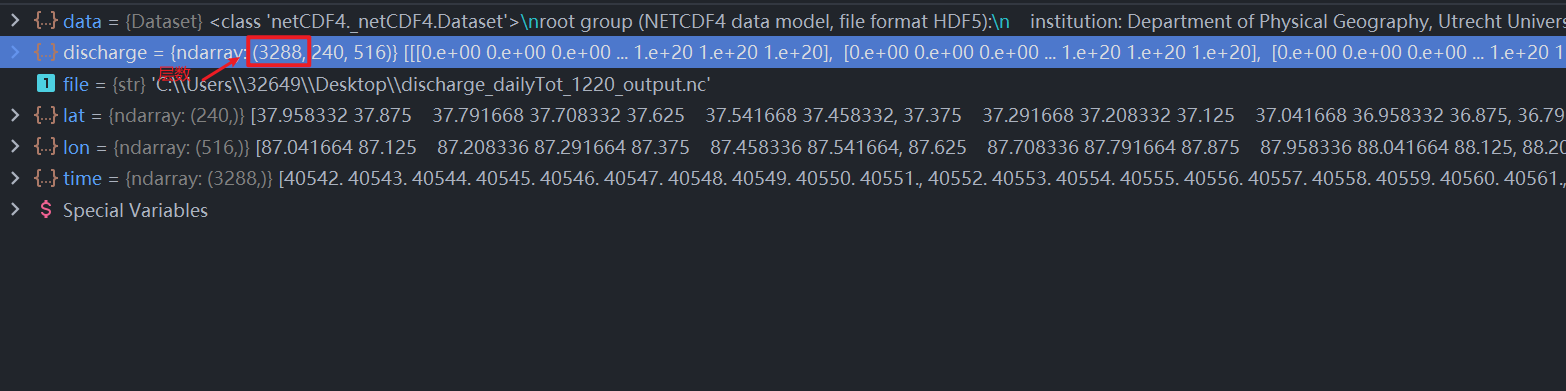 data = {Dataset} <class 'netCDF4._netCDF4.Dataset'>\nroot group (NETCDF4 data model, file format HDF5):\n    institution: Department of Physical Geography, Utrecht Univers
discharge = {ndarray: (3288, 240, 516)} [[[0.e+00 0.e+00 0.e+00 ... 1.e+20 1.e+20 1.e+20],  [0.e+00 0.e+00 0.e+00 ... 1.e+20 1.e+20 1.e+20],  [0.e+00 0.e+00 0.e+00 ... 1.e+20 1
层数
1 file = {str} 'C:\\Users\\32649\\Desktop\\discharge_dailyTot_1220_output.nc'
lat = {ndarray: (240,)} [37.958332 37.875    37.791668 37.708332 37.625    37.541668 37.458332, 37.375    37.291668 37.208332 37.125    37.041668 36.958332 36.875, 36.79
lon = {ndarray: (516,)} [87.041664 87.125    87.208336 87.291664 87.375    87.458336 87.541664, 87.625    87.708336 87.791664 87.875    87.958336 88.041664 88.125, 88.20
time = {ndarray: (3288,)} [40542. 40543. 40544. 40545. 40546. 40547. 40548. 40549. 40550. 40551., 40552. 40553. 40554. 40555. 40556. 40557. 40558. 40559. 40560. 40561.,
Special Variables